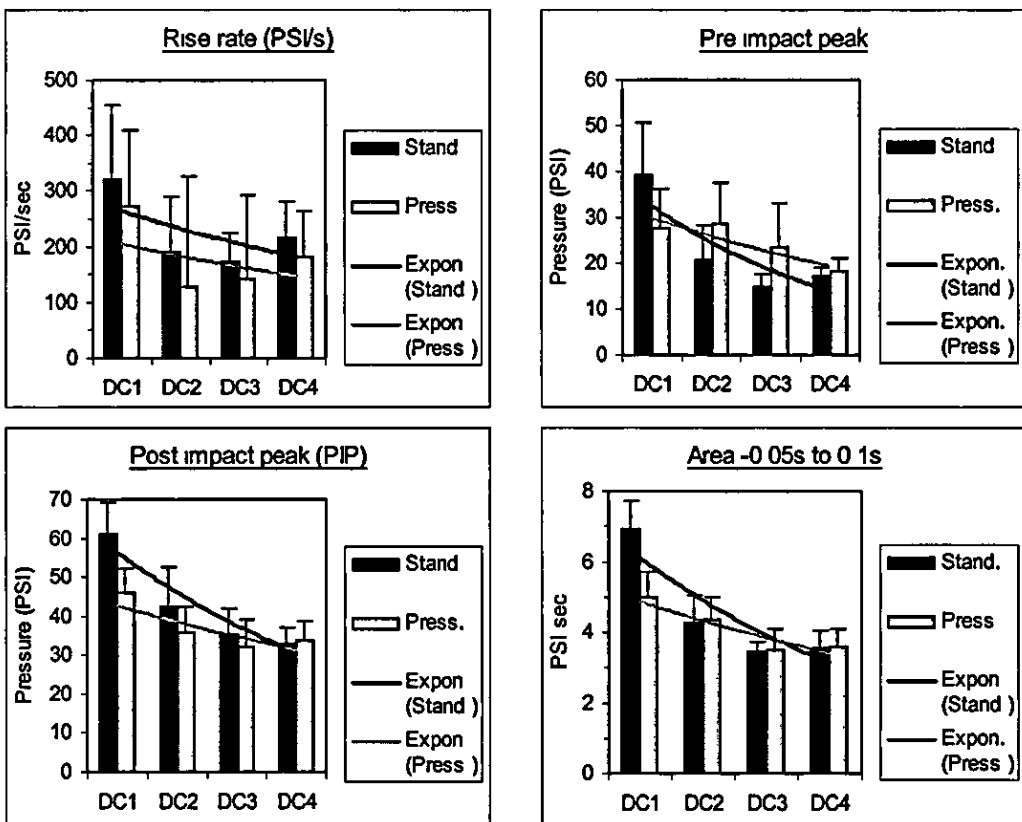 Rise rate (PSI/s)
500
400
300
200
100
0
PSI/sec
DC1 DC2 DC3 DC4
Stand
Press
Expon
(Stand )
Expon
(Press )
Pre impact peak
60
50
40
30
20
10
0
Pressure (PSI)
DC1 DC2 DC3 DC4
Stand
Press.
Expon.
(Stand )
Expon.
(Press )
Post impact peak (PIP)
70
60
50
40
30
20
10
0
Pressure (PSI)
DC1 DC2 DC3 DC4
Stand
Press.
Expon
(Stand )
Expon
(Press )
Area -0 05s to 0 1s
8
6
4
2
0
PSI sec
DC1 DC2 DC3 DC4
Stand.
Press
Expon
(Stand )
Expon.
(Press )